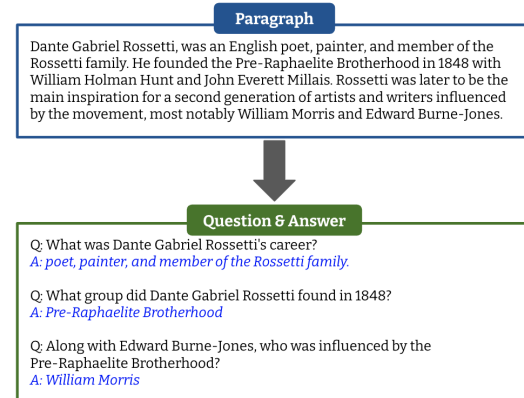 Paragraph
Dante Gabriel Rossetti, was an English poet, painter, and member of the
Rossetti family. He founded the Pre-Raphaelite Brotherhood in 1848 with
William Holman Hunt and John Everett Millais. Rossetti was later to be the
main inspiration for a second generation of artists and writers influenced
by the movement, most notably William Morris and Edward Burne-Jones.
Question & Answer
Q: What was Dante Gabriel Rossetti's career?
A: poet, painter, and member of the Rossetti family.
Q: What group did Dante Gabriel Rossetti found in 1848?
A: Pre-Raphaelite Brotherhood
Q: Along with Edward Burne-Jones, who was influenced by the
Pre-Raphaelite Brotherhood?
A: William Morris